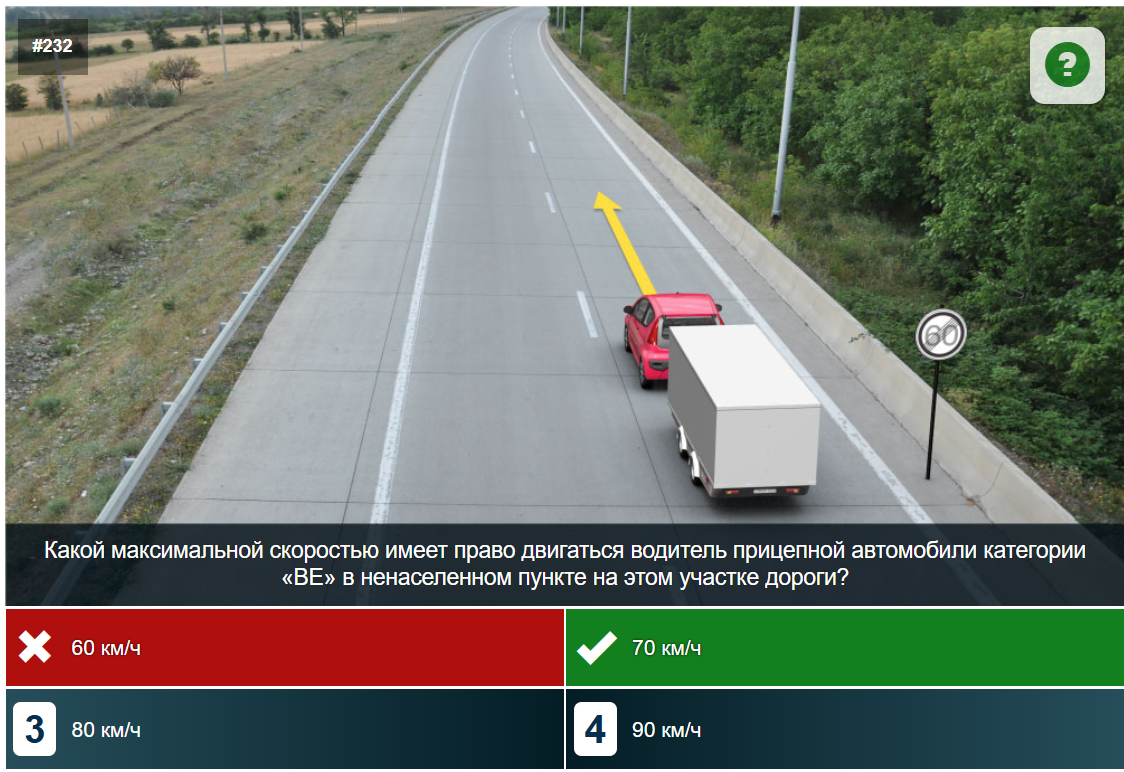 #232
?
60
Какой максимальной скоростью имеет право двигаться водитель прицепной автомобили категории
«BE» в ненаселенном пункте на этом участке дороги?
60 км/ч
70 км/ч
3 80 км/ч
4 90 км/ч